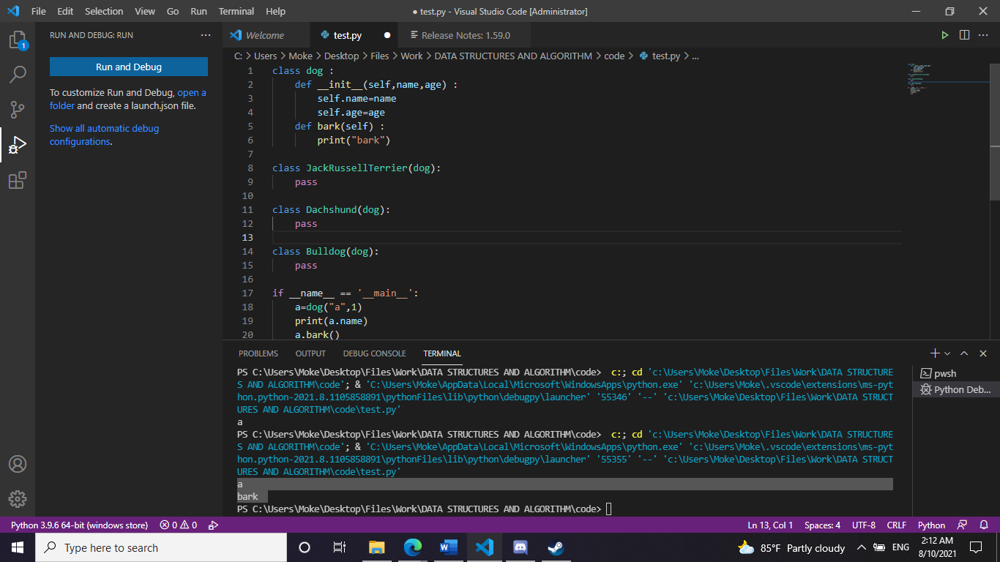 File Edit Selection View Go Run Terminal Help
● test.py - Visual Studio Code [Administrator]
RUN AND DEBUG: RUN ...
Welcome
test.py
Release Notes: 1.59.0
1
Run and Debug
To customize Run and Debug, open a
folder and create a launch.json file.
Show all automatic debug
configurations.
C: > Users > Moke > Desktop > Files > Work > DATA STRUCTURES AND ALGORITHM > code > test.py > ...
1 class dog :
2 def __init__(self,name,age) :
3 self.name=name
4 self.age=age
5 def bark(self) :
6 print("bark")
7
8 class JackRussellTerrier(dog):
9 pass
10
11 class Dachshund(dog):
12 pass
13
14 class Bulldog(dog):
15 pass
16
17 if __name__ == '__main__':
18 a=dog("a",1)
19 print(a.name)
20 a.bark()
PROBLEMS OUTPUT DEBUG CONSOLE TERMINAL
PS C:\Users\Moke\Desktop\Files\Work\DATA STRUCTURES AND ALGORITHM\code> c:; cd 'c:\Users\Moke\Desktop\Files\Work\DATA STRUCTURE
S AND ALGORITHM\code'; & 'C:\Users\Moke\AppData\Local\Microsoft\WindowsApps\python.exe' 'c:\Users\Moke\.vscode\extensions\ms-pyt
hon.python-2021.8.1105858891\pythonFiles\lib\python\debugpy\launcher' '55346' '--' 'c:\Users\Moke\Desktop\Files\Work\DATA STRUCT
URES AND ALGORITHM\code\test.py'
a
PS C:\Users\Moke\Desktop\Files\Work\DATA STRUCTURES AND ALGORITHM\code> c:; cd 'c:\Users\Moke\Desktop\Files\Work\DATA STRUCTURE
S AND ALGORITHM\code'; & 'C:\Users\Moke\AppData\Local\Microsoft\WindowsApps\python.exe' 'c:\Users\Moke\.vscode\extensions\ms-pyt
hon.python-2021.8.1105858891\pythonFiles\lib\python\debugpy\launcher' '55355' '--' 'c:\Users\Moke\Desktop\Files\Work\DATA STRUCT
URES AND ALGORITHM\code\test.py'
a
bark
PS C:\Users\Moke\Desktop\Files\Work\DATA STRUCTURES AND ALGORITHM\code>
pwsh
Python Deb...
Python 3.9.6 64-bit (windows store) 0 0
Ln 13, Col 1 Spaces: 4 UTF-8 CRLF Python
Type here to search
85°F Partly cloudy
ENG
2:12 AM
8/10/2021